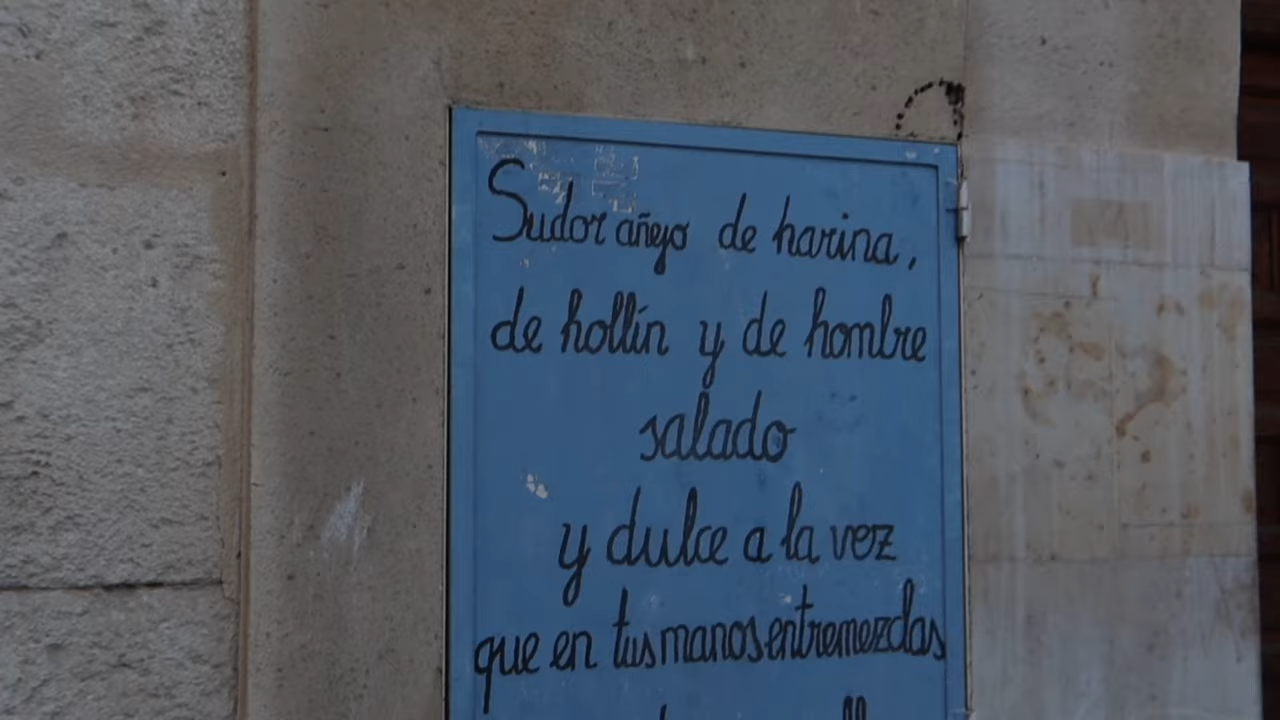 Sudor añejo de harina,
de hollín y de hombre
salado
y dulce a la vez
que en tus manos entremezclas